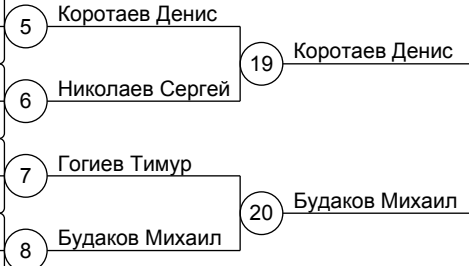 5 Коротаев Денис
19 Коротаев Денис
6 Николаев Сергей
7 Гогиев Тимур
20 Будаков Михаил
8 Будаков Михаил